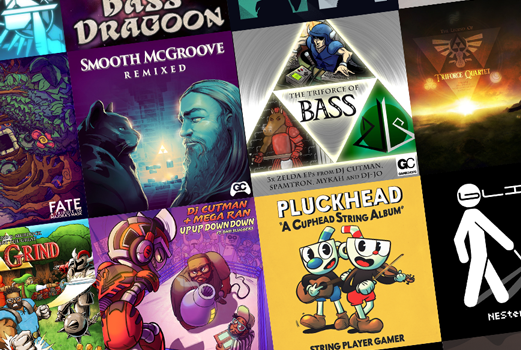 BASS
DRAGOON
SMOOTH MCGROOVE
REMIXED
GC
THE TRIFORCE OF
BASS
3X ZELDA EPS FROM DJ CUTMAN,
SPAMTRON, MYKAH AND DJ-JO
GC
TRIFORCE QUARTET
FATE
GRIND
DJ CUTMAN
+ MEGA RAN
UP UP DOWN DOWN
PLUCKHEAD
'A CUPHEAD STRING ALBUM'
STRING PLAYER GAMER